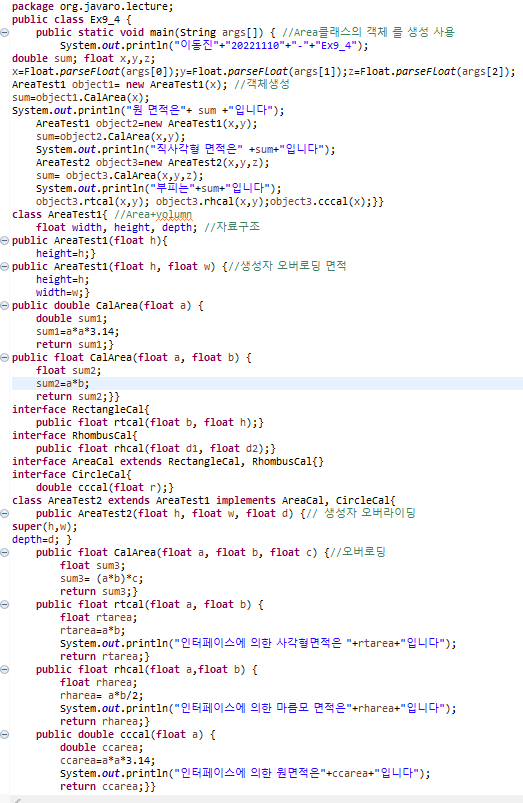 package org.javaro.lecture;
public class Ex9_4 {
public static void main(String args[]) { //Area클래스의 객체 를 생성 사용
System.out.println("이홍진"+"20221110"+"-"+"Ex9_4");
double sum; float x,y,z;
x=Float.parseFloat(args[0]);y=Float.parseFloat(args[1]);z=Float.parseFloat(args[2]);
AreaTest1 object1= new AreaTest1(x); //객체생성
sum=object1.CalArea(x);
System.out.println("원 면적은"+ sum +"입니다");
AreaTest1 object2=new AreaTest1(x,y);
sum=object2.CalArea(x,y);
System.out.println("직사각형 면적은" +sum+"입니다");
AreaTest2 object3=new AreaTest2(x,y,z);
sum= object3.CalArea(x,y,z);
System.out.println("부피는"+sum+"입니다");
object3.rtcal(x,y); object3.rhcal(x,y);object3.cccal(x);}}
class AreaTest1{ //Area+volumn
float width, height, depth; //자료구조
public AreaTest1(float h){
height=h;}
public AreaTest1(float h, float w) {//생성자 오버로딩 면적
height=h;
width=w;}
public double CalArea(float a) {
double sum1;
sum1=a*a*3.14;
return sum1;}
public float CalArea(float a, float b) {
float sum2;
sum2=a*b;
return sum2;}}
interface RectangleCal{
public float rtcal(float b, float h);}
interface RhombusCal{
public float rhcal(float d1, float d2);}
interface AreaCal extends RectangleCal, RhombusCal{}
interface CircleCal{
double cccal(float r);}
class AreaTest2 extends AreaTest1 implements AreaCal, CircleCal{
public AreaTest2(float h, float w, float d) {// 생성자 오버라이딩
super(h,w);
depth=d; }
public float CalArea(float a, float b, float c) {//오버로딩
float sum3;
sum3= (a*b)*c;
return sum3;}
public float rtcal(float a, float b) {
float rtarea;
rtarea=a*b;
System.out.println("인터페이스에 의한 사각형면적은 "+rtarea+"입니다");
return rtarea;}
public float rhcal(float a,float b) {
float rharea;
rharea= a*b/2;
System.out.println("인터페이스에 의한 마름모 면적은"+rharea+"입니다");
return rharea;}
public double cccal(float a) {
double ccarea;
ccarea=a*a*3.14;
System.out.println("인터페이스에 의한 원면적은"+ccarea+"입니다");
return ccarea;}}